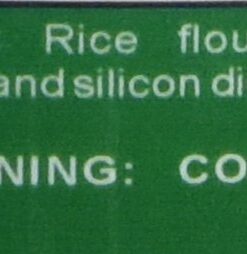 Rice flou
and silicon di
NING: CO